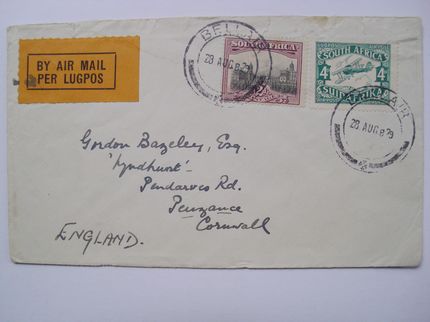 BY AIR MAIL
PER LUGPOS
SOUTH AFRICA
28 AUG 29
SOUTH AFRICA
4 4
28 AUG 29
Gordon Bazeley, Esq.
'Lyndhurst'
Pendarves Rd.
Penzance
Cornwall
ENGLAND.